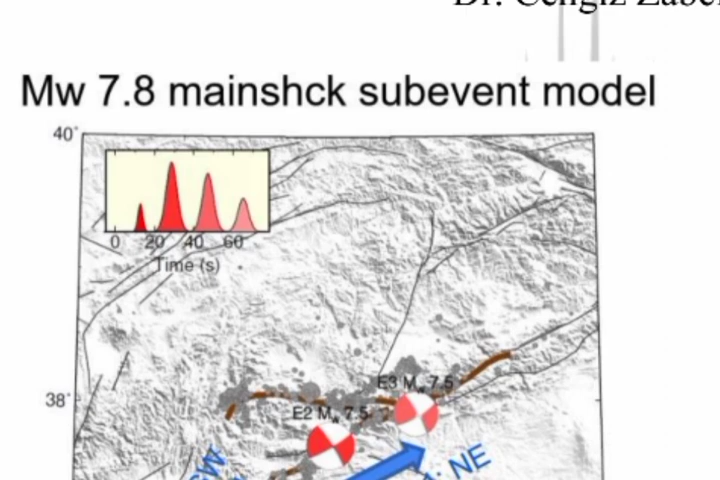 Mw 7.8 mainshck subevent model
40°
0 20 40 60
Time (s)
E3 Mw 7.5
38°
E2 Mw 7.5
NE